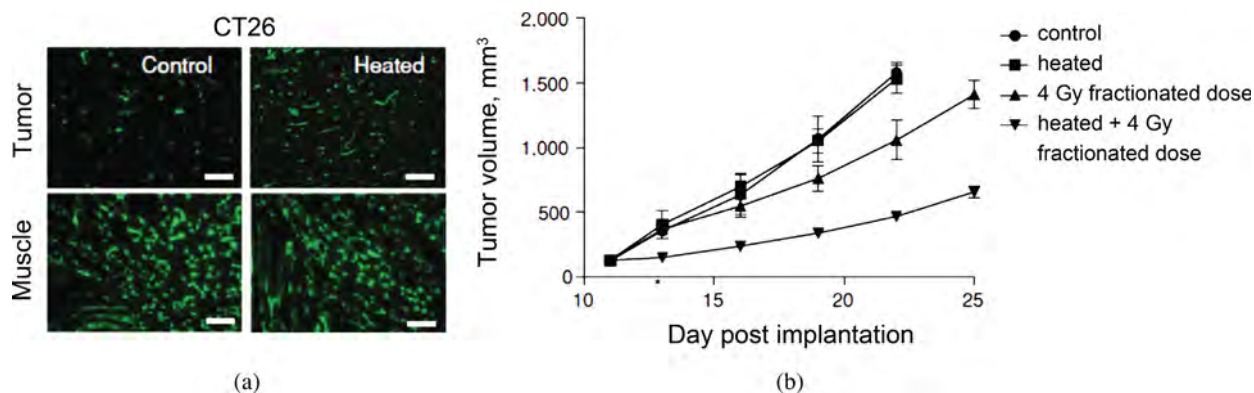 CT26
Control
Heated
Tumor
Muscle
(a)
Tumor volume, mm³
2.000
1.500
1.000
500
0
10
15
20
25
*
Day post implantation
control
heated
4 Gy fractionated dose
heated + 4 Gy
fractionated dose
(b)